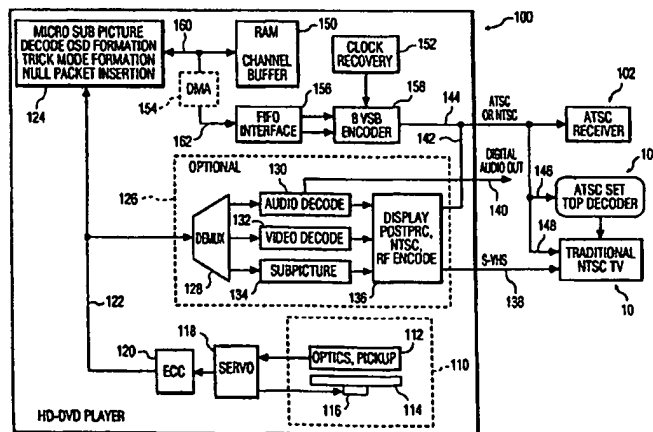 100
MICRO SUB PICTURE
DECODE OSD FORMATION
TRICK MODE FORMATION
NULL PACKET INSERTION
124
160
RAM
CHANNEL
BUFFER
150
CLOCK
RECOVERY
152
DMA
154
156
FIFO
INTERFACE
162
158
8 VSB
ENCODER
144
142
ATSC
OR NTSC
102
ATSC
RECEIVER
OPTIONAL
126
130
AUDIO DECODE
DIGITAL
AUDIO OUT
140
146
10
ATSC SET
TOP DECODER
DEMUX
128
132
VIDEO DECODE
134
SUBPICTURE
DISPLAY
POSTPRC,
NTSC,
RF ENCODE
136
148
TRADITIONAL
NTSC TV
10
S-VHS
138
122
120
ECC
118
SERVO
112
OPTICS, PICKUP
110
114
116
HD-DVD PLAYER